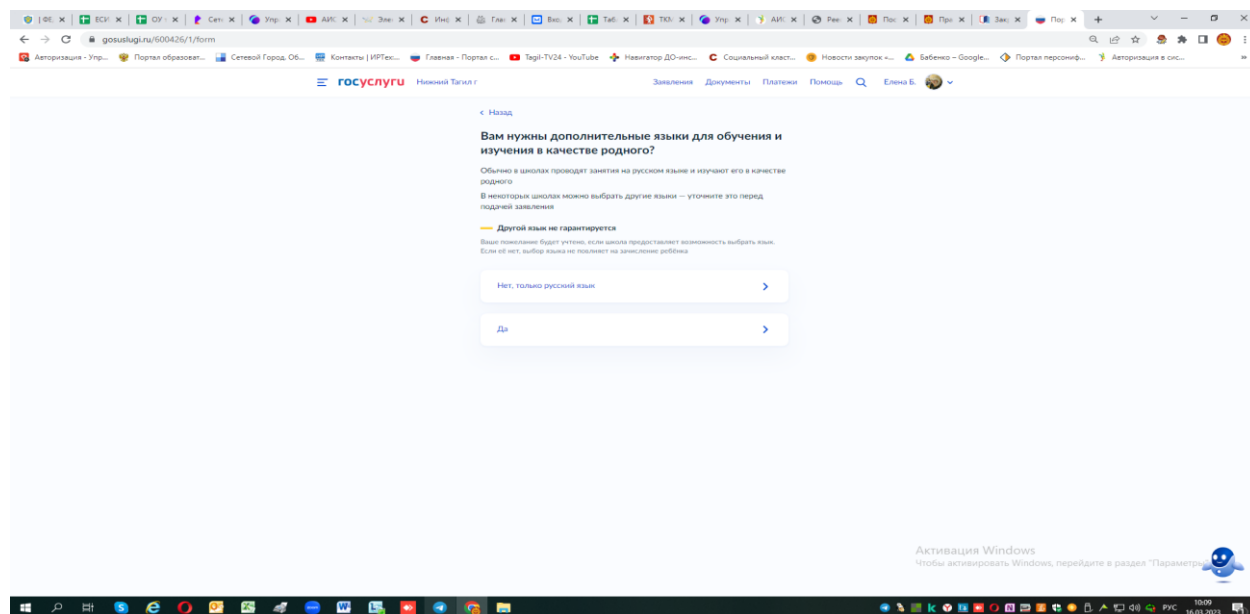 gosuslugi.ru/600426/1/form
Авторизация - Упр... Портал образоват... Сетевой Город. Об... Контакты | ИРТех... Главная - Портал с... Tagil-TV24 - YouTube Навигатор ДО-инс... Социальный класт... Новости закупок «... Бабенко – Google... Портал персониф... Авторизация в сис...
госуслуги Нижний Тагил г Заявления Документы Платежи Помощь Елена Б.
Назад
Вам нужны дополнительные языки для обучения и
изучения в качестве родного?
Обычно в школах проводят занятия на русском языке и изучают его в качестве
родного
В некоторых школах можно выбрать другие языки — уточните это перед
подачей заявления
Другой язык не гарантируется
Ваше пожелание будет учтено, если школа предоставляет возможность выбрать язык.
Если её нет, выбор языка не повлияет на зачисление ребёнка
Нет, только русский язык
Да
Активация Windows
Чтобы активировать Windows, перейдите в раздел "Параметры
РУС 10:09
16.03.2023